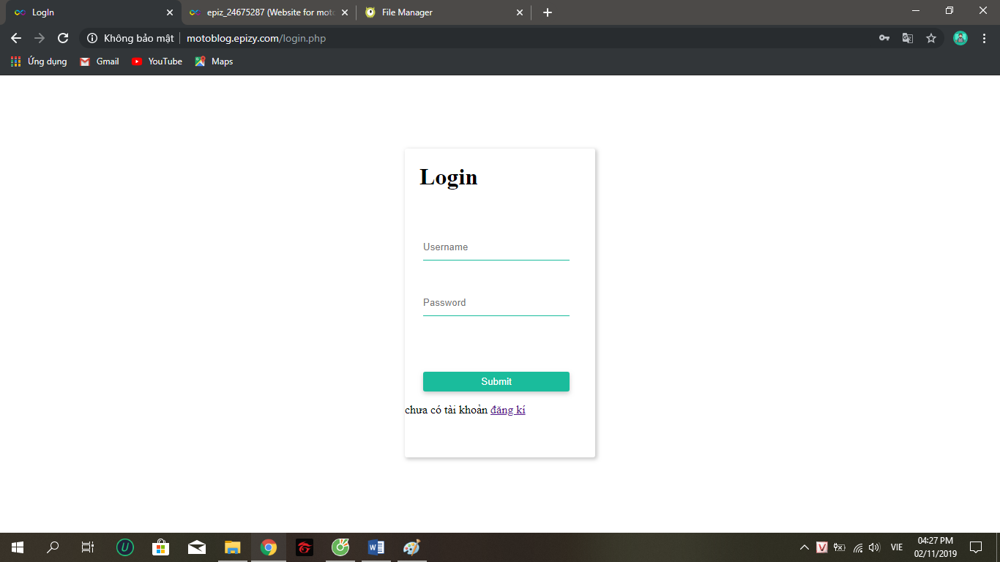 LogIn
epiz_24675287 (Website for moto
File Manager
Không bảo mật
motoblog.epizy.com/login.php
Ứng dụng
Gmail
YouTube
Maps
Login
Username
Password
Submit
chưa có tài khoản đăng kí
VIE
04:27 PM
02/11/2019